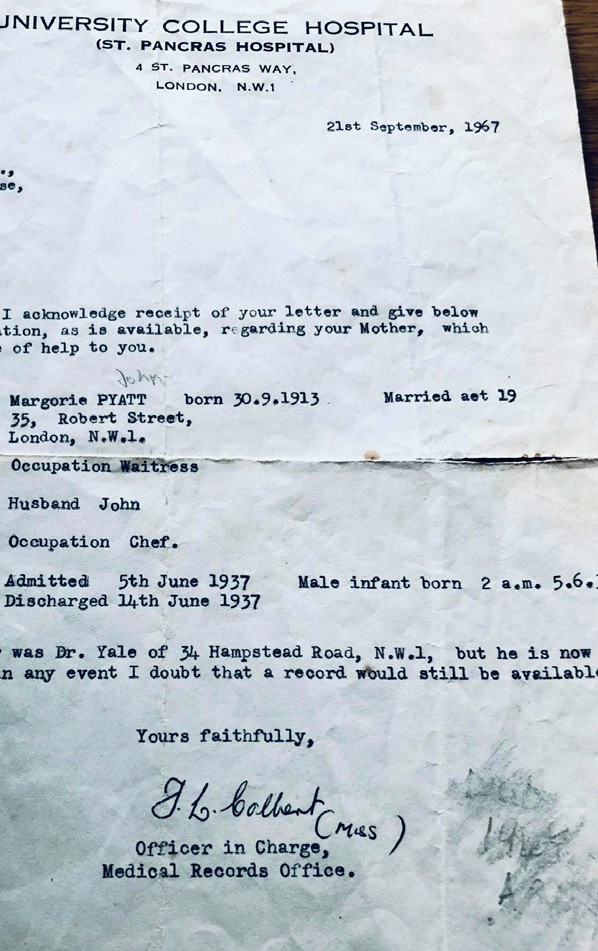 UNIVERSITY COLLEGE HOSPITAL
(ST. PANCRAS HOSPITAL)
4 ST. PANCRAS WAY,
LONDON, N.W.1
21st September, 1967
.,
se,
I acknowledge receipt of your letter and give below
tion, as is available, regarding your Mother, which
of help to you.
John
Margorie PYATT born 30.9.1913 Married aet 19
35, Robert Street,
London, N.W.1.
Occupation Waitress
Husband John
Occupation Chef.
Admitted 5th June 1937 Male infant born 2 a.m. 5.6.
Discharged 14th June 1937
was Dr. Yale of 34 Hampstead Road, N.W.1, but he is now
n any event I doubt that a record would still be available
Yours faithfully,
J. L. Colbert
(Miss)
Officer in Charge,
Medical Records Office.